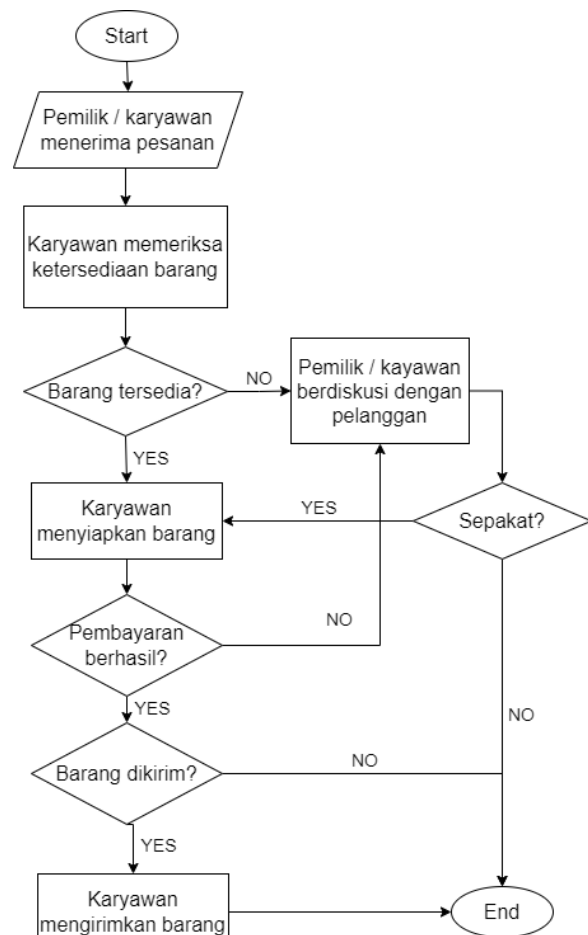 Start
Pemilik / karyawan
menerima pesanan
Karyawan memeriksa
ketersediaan barang
Barang tersedia?
NO
Pemilik / kayawan
berdiskusi dengan
pelanggan
YES
Karyawan
menyiapkan barang
YES
Sepakat?
Pembayaran
berhasil?
NO
YES
NO
Barang dikirim?
NO
YES
Karyawan
mengirimkan barang
End